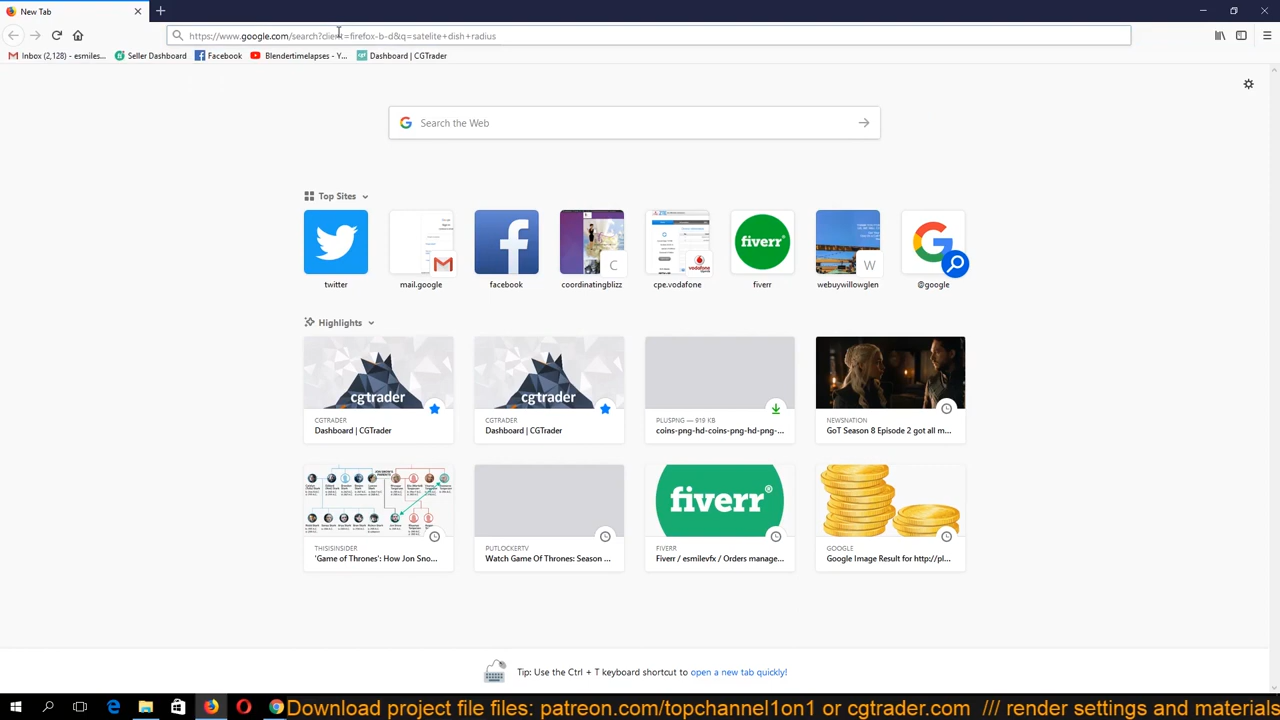 New Tab
https://www.google.com/search?client=firefox-b-d&q=satelite+dish+radius
Inbox (2,128) - esmiles... Seller Dashboard Facebook Blendertimelapses - Y... Dashboard | CGTrader
Search the Web
Top Sites
fiverr
twitter mail.google facebook coordinatingblizz cpe.vodafone fiverr webuywillowglen @google
Highlights
cgtrader cgtrader
CGTRADER CGTRADER PLUSPNG — 919 KB NEWSNATION
Dashboard | CGTrader Dashboard | CGTrader coins-png-hd-coins-png-hd-png-... GoT Season 8 Episode 2 got all m...
fiverr
THISISINSIDER PUTLOCKERTV FIVERR GOOGLE
'Game of Thrones': How Jon Sno... Watch Game Of Thrones: Season ... Fiverr / esmilevfx / Orders manage... Google Image Result for http://pl...
Tip: Use the Ctrl + T keyboard shortcut to open a new tab quickly!
Download project file files: patreon.com/topchannel1on1 or cgtrader.com /// render settings and materials